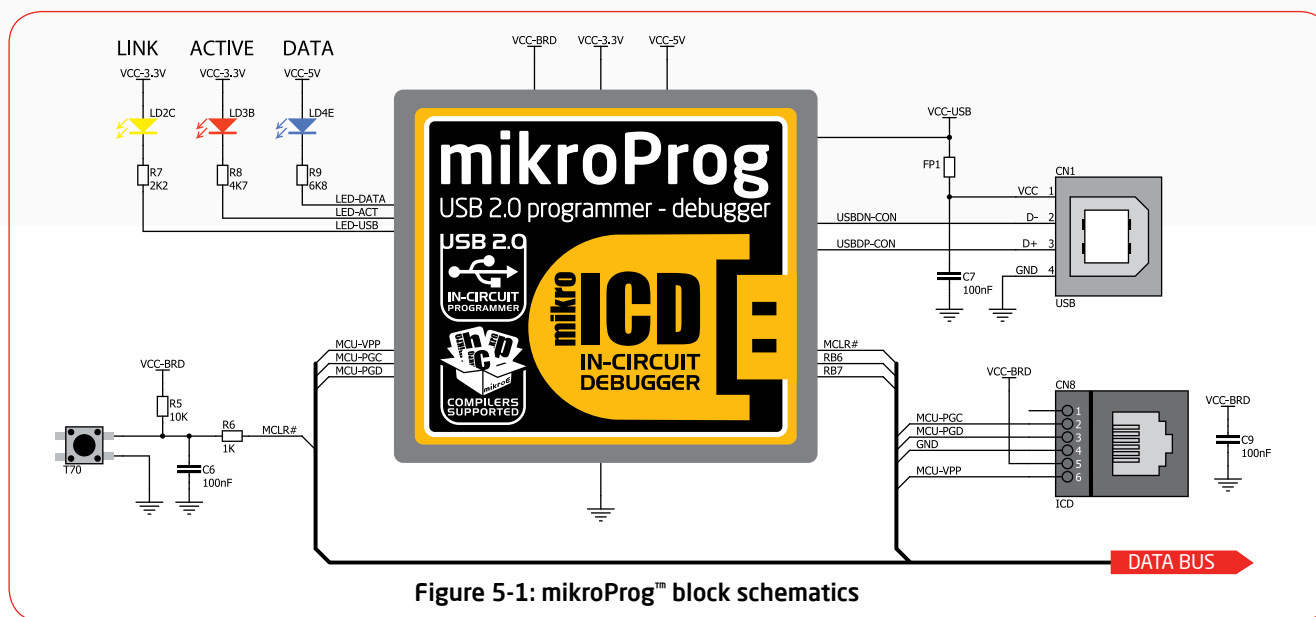 LINK ACTIVE DATA
VCC-3.3V VCC-3.3V VCC-5V
LD2C LD3B LD4E
R7 R8 R9
2K2 4K7 6K8
LED-DATA
LED-ACT
LED-USB
VCC-BRD VCC-3.3V VCC-5V
mikroProg
USB 2.0 programmer - debugger
USB 2.0
IN-CIRCUIT
PROGRAMMER
mikro ICD
IN-CIRCUIT
DEBUGGER
mikroE
COMPILERS
SUPPORTED
VCC-USB
FP1
CN1
VCC 1
USBDN-CON D- 2
USBDP-CON D+ 3
GND 4
C7
100nF
USB
MCU-VPP
MCU-PGC
MCU-PGD
MCLR#
RB6
RB7
VCC-BRD
R5
10K
R6
1K
MCLR#
T70
C6
100nF
VCC-BRD
CN8
1
MCU-PGC 2
MCU-PGD 3
GND 4
5
MCU-VPP 6
ICD
VCC-BRD
C9
100nF
DATA BUS
Figure 5-1: mikroProg™ block schematics